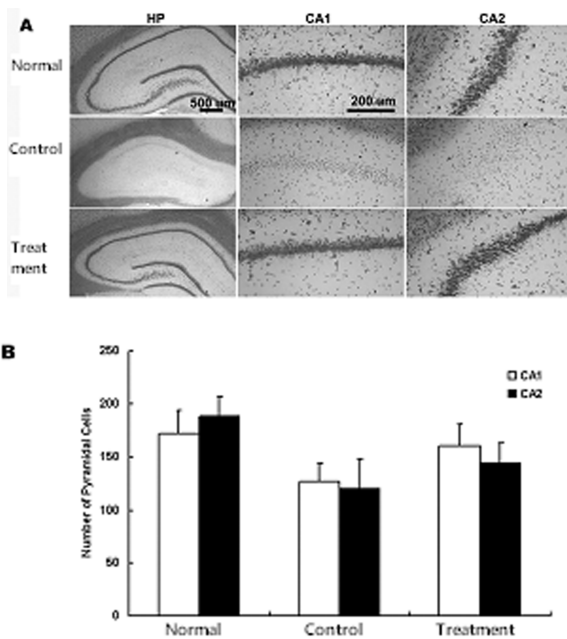 A
HP
CA1
CA2
Normal
500 um
200 um
Control
Treat
ment
B
250
200
150
100
50
0
Number of Pyramidal Cells
CA1
CA2
Normal
Control
Treatment